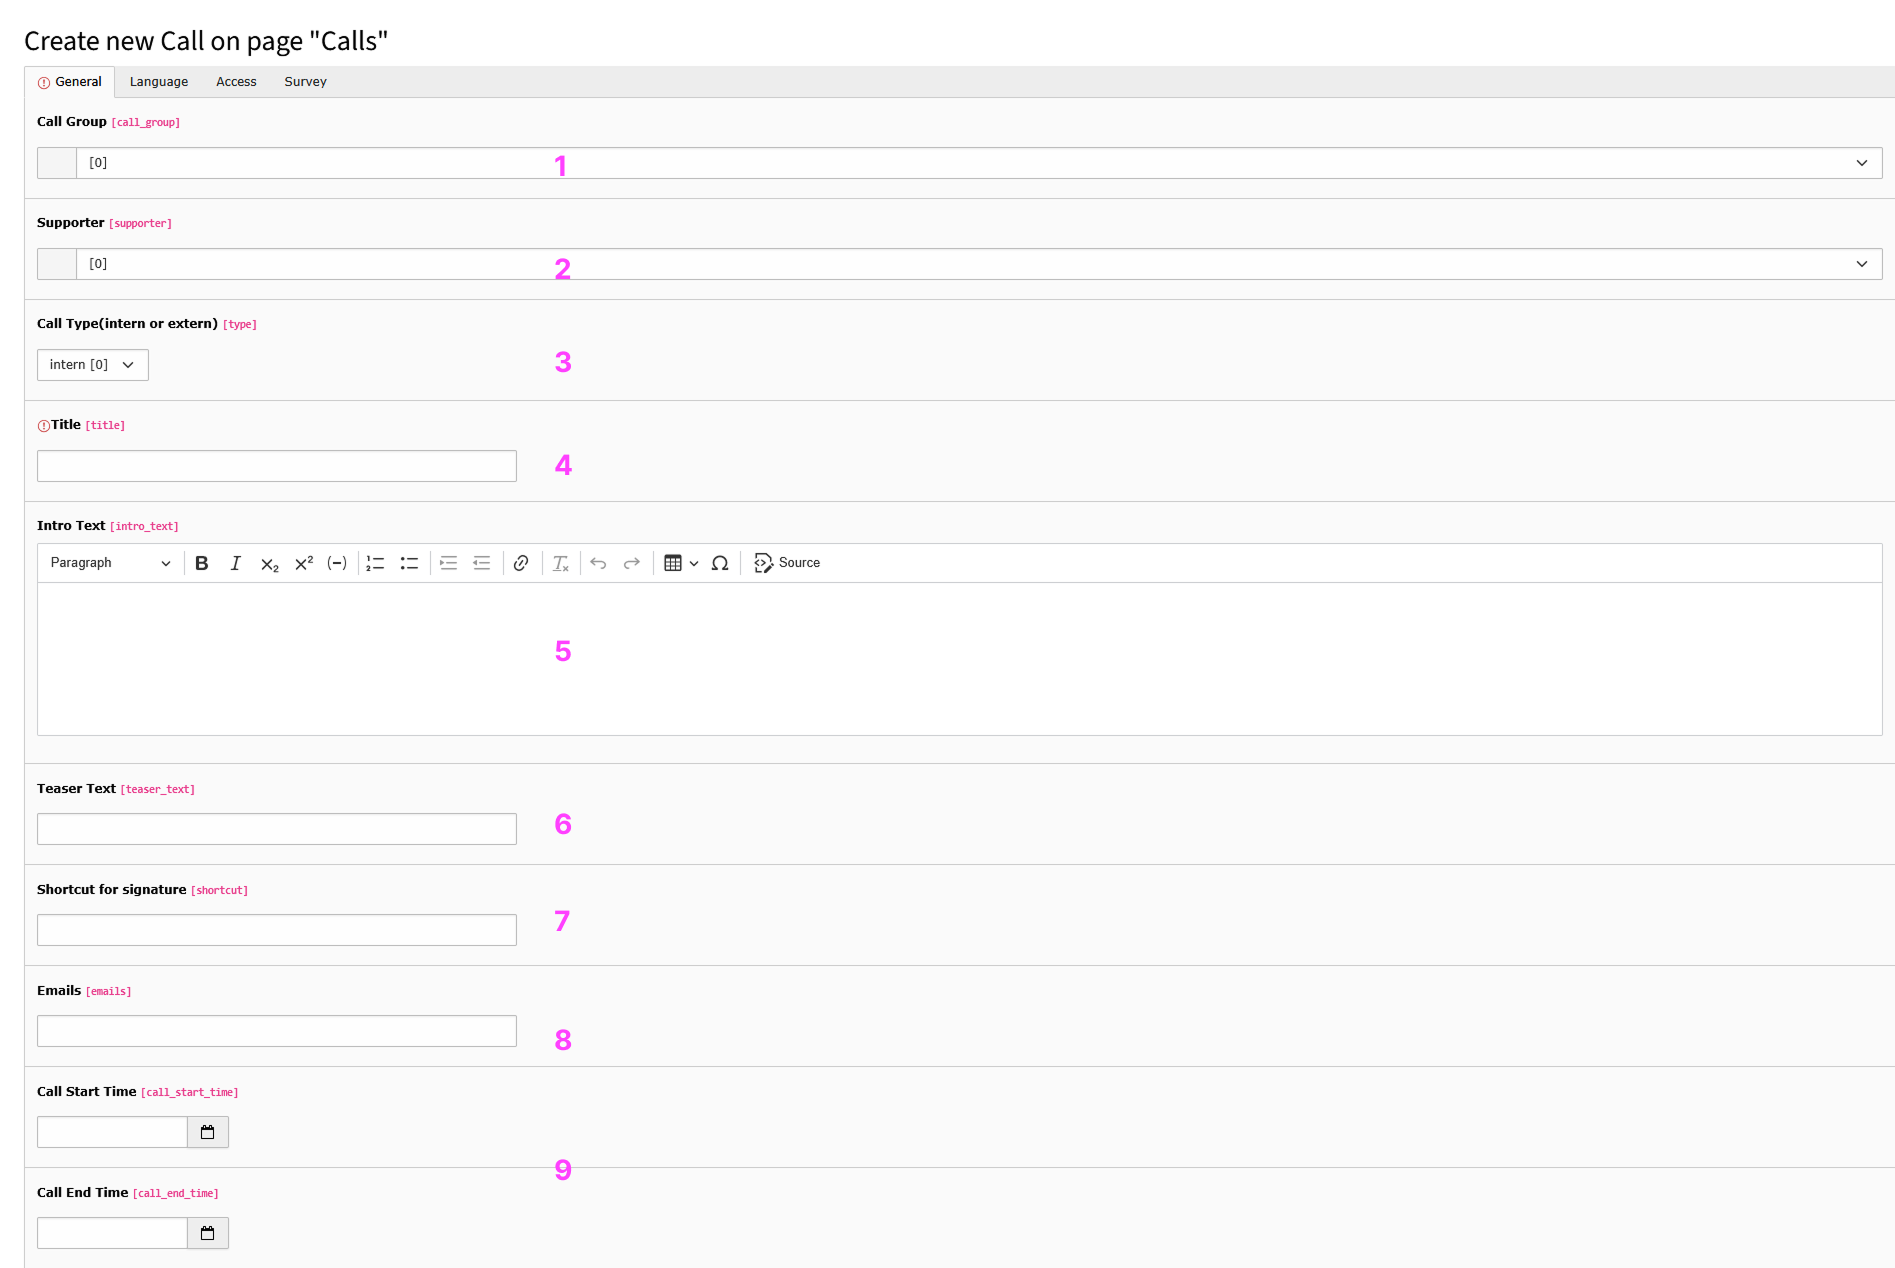 Create new Call on page "Calls"
General Language Access Survey
Call Group [call_group]
[0] 1
Supporter [supporter]
[0] 2
Call Type(intern or extern) [type]
intern [0] 3
Title [title]
4
Intro Text [intro_text]
Paragraph Source
5
Teaser Text [teaser_text]
6
Shortcut for signature [shortcut]
7
Emails [emails]
8
Call Start Time [call_start_time]
9
Call End Time [call_end_time]